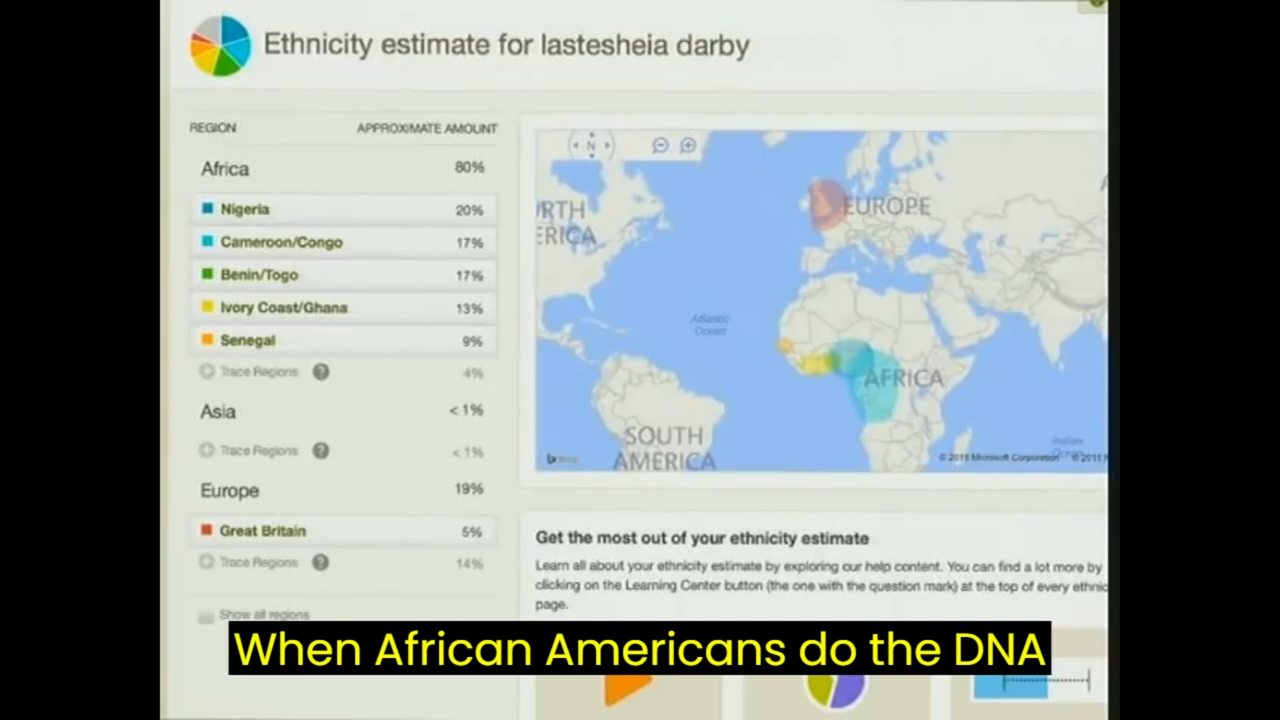 Ethnicity estimate for lastesheia darby
REGION APPROXIMATE AMOUNT
Africa 80%
Nigeria 20%
Cameroon/Congo 17%
Benin/Togo 17%
Ivory Coast/Ghana 13%
Senegal 9%
Trace Regions ? 4%
Asia <1%
Trace Regions ? <1%
Europe 19%
Great Britain 5%
Trace Regions ? 14%
Show all regions
N
RTH
ERICA
EUROPE
Atlantic
Ocean
AFRICA
SOUTH
AMERICA
Indian
Ocean
© 2015 Microsoft Corporation
Get the most out of your ethnicity estimate
Learn all about your ethnicity estimate by exploring our help content. You can find a lot more by
clicking on the Learning Center button (the one with the question mark) at the top of every ethnic
page.
When African Americans do the DNA